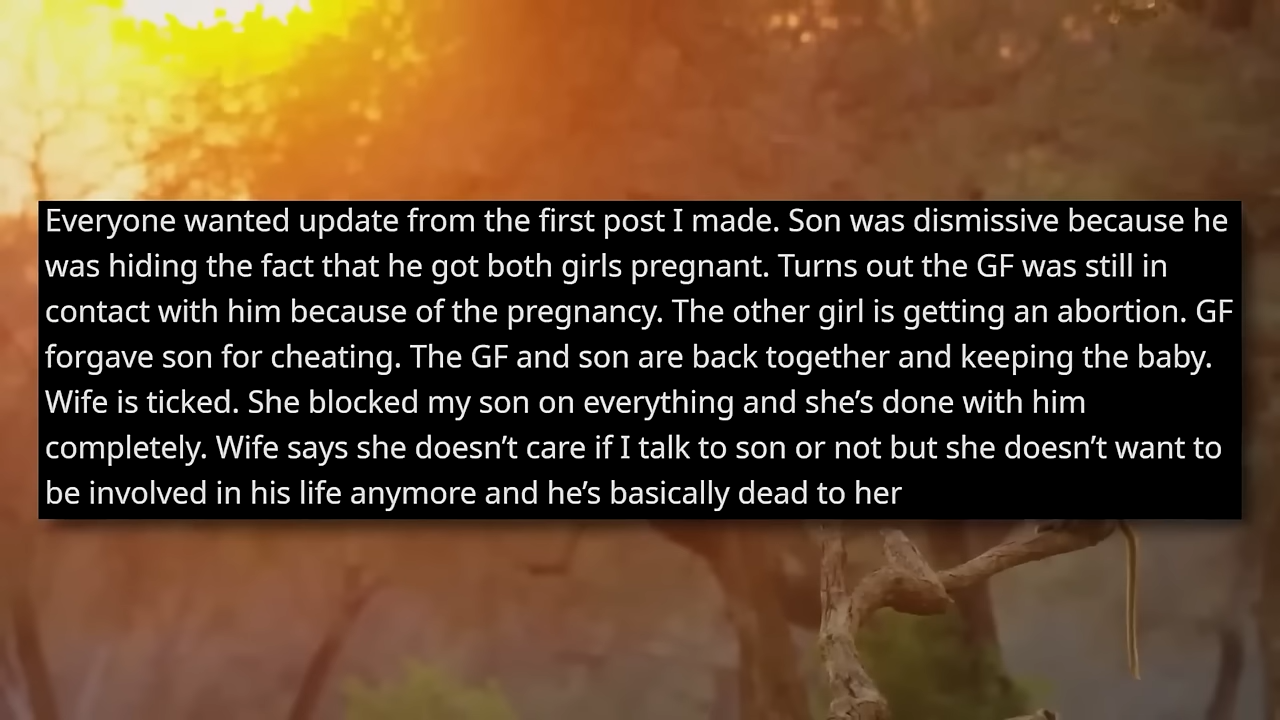 Everyone wanted update from the first post I made. Son was dismissive because he
was hiding the fact that he got both girls pregnant. Turns out the GF was still in
contact with him because of the pregnancy. The other girl is getting an abortion. GF
forgave son for cheating. The GF and son are back together and keeping the baby.
Wife is ticked. She blocked my son on everything and she’s done with him
completely. Wife says she doesn’t care if I talk to son or not but she doesn’t want to
be involved in his life anymore and he’s basically dead to her